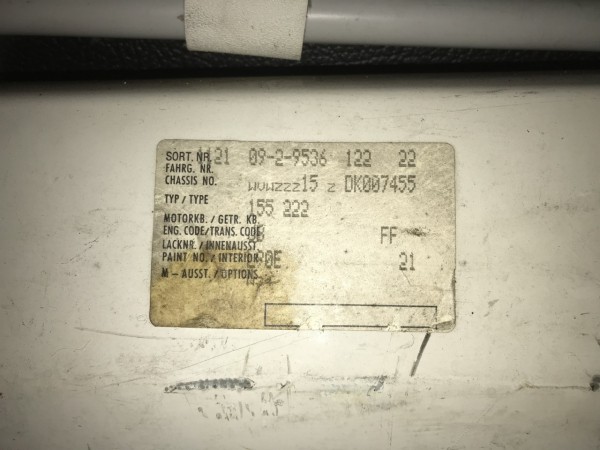 SORT. NR. 121 09-2-9536 122 22
FAHRG. NR.
CHASSIS NO. WVWZZZ15 Z DK007455
TYP / TYPE
155 222
MOTORKB. / GETR. KB.
ENG. CODE/TRANS. CODE FF
LACKNR. / INNENAUSST.
PAINT NO. / INTERIOR 21
M - AUSST. / OPTIONS